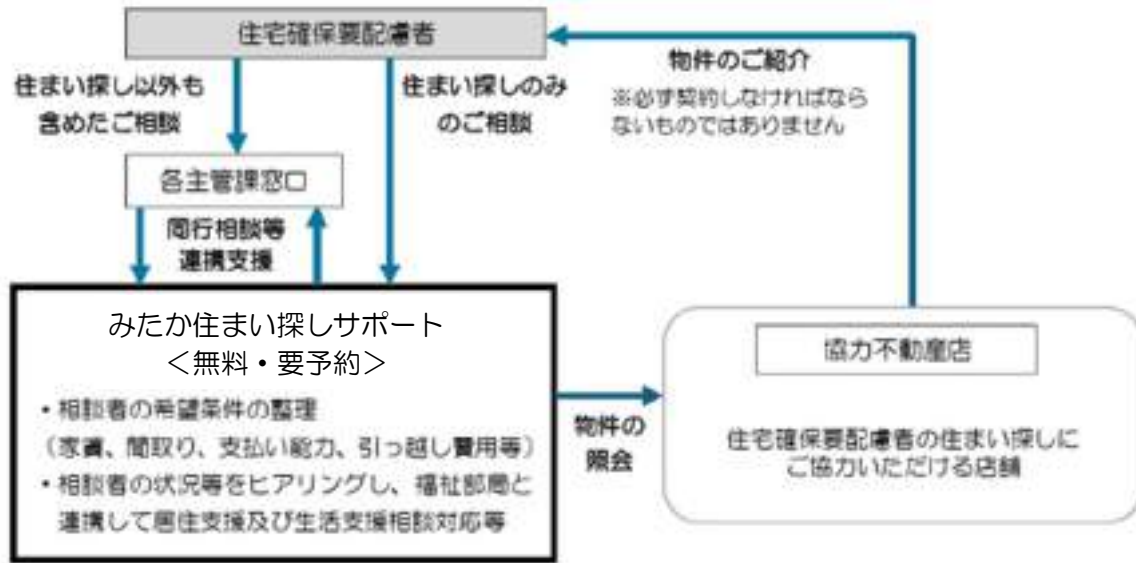 住宅確保要配慮者
住まい探し以外も
含めたご相談
住まい探しのみ
のご相談
物件のご紹介
※必ず契約しなければなら
ないものではありません
各主管課窓口
同行相談等
連携支援
みたか住まい探しサポート
＜無料・要予約＞
・相談者の希望条件の整理
（家賃、間取り、支払い能力、引っ越し費用等）
・相談者の状況等をヒアリングし、福祉部局と
連携して居住支援及び生活支援相談対応等
物件の
照会
協力不動産店
住宅確保要配慮者の住まい探しに
ご協力いただける店舗